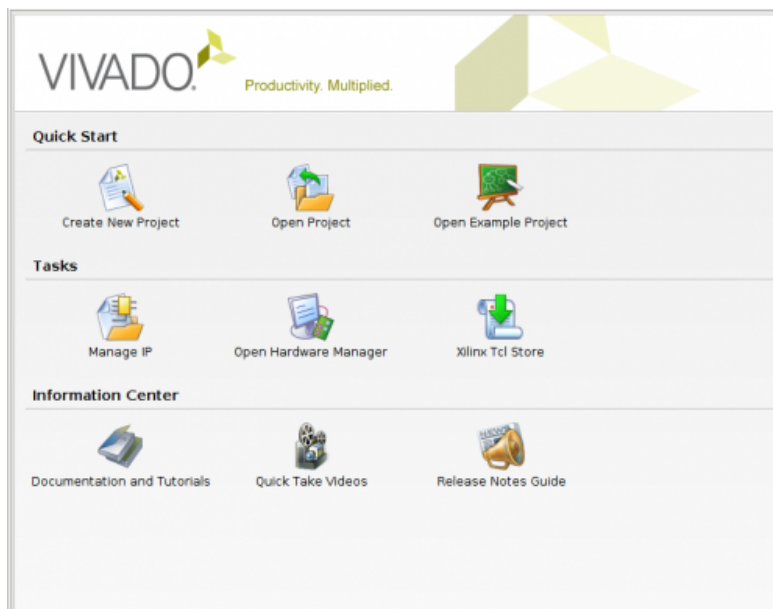 VIVADO.
Productivity. Multiplied.
Quick Start
Create New Project
Open Project
Open Example Project
Tasks
Manage IP
Open Hardware Manager
Xilinx Tcl Store
Information Center
Documentation and Tutorials
Quick Take Videos
Release Notes Guide